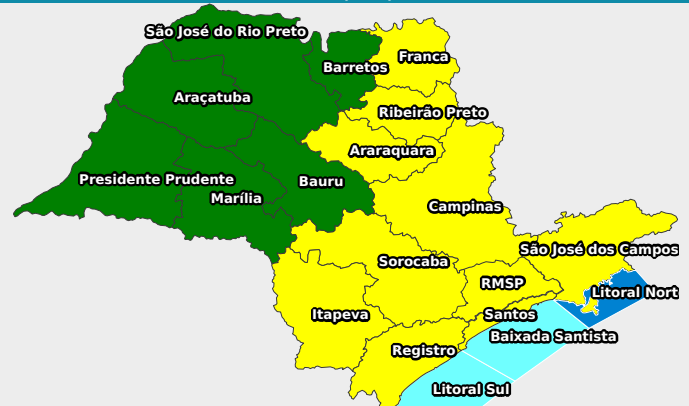 São José do Rio Preto
Franca
Barretos
Araçatuba
Ribeirão Preto
Araraquara
Presidente Prudente
Bauru
Marília
Campinas
São José dos Campos
Sorocaba
RMSP
Litoral Nort
Itapeva
Santos
Baixada Santista
Registro
Litoral Sul